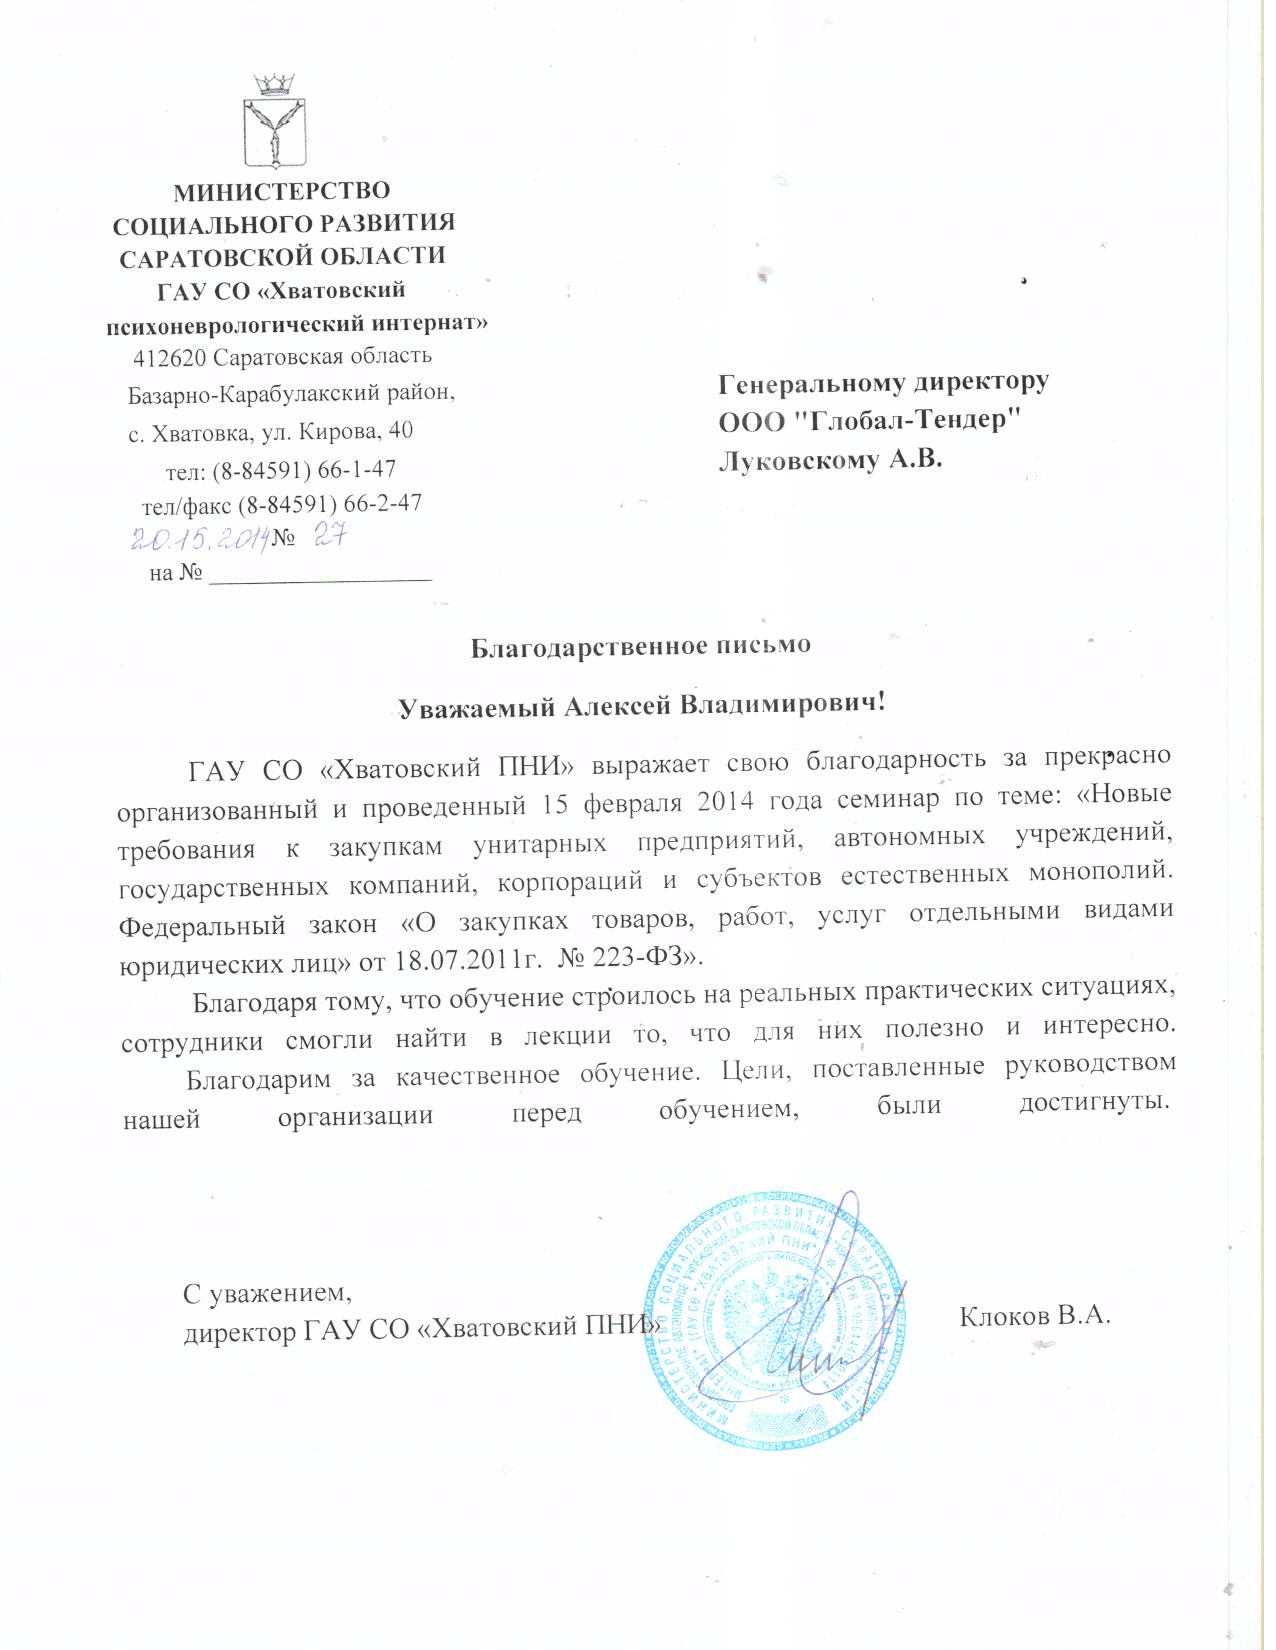 МИНИСТЕРСТВО
СОЦИАЛЬНОГО РАЗВИТИЯ
САРАТОВСКОЙ ОБЛАСТИ
ГАУ СО «Хватовский
психоневрологический интернат»
412620 Саратовская область
Базарно-Карабулакский район,
с. Хватовка, ул. Кирова, 40
тел: (8-84591) 66-1-47
тел/факс (8-84591) 66-2-47
20.15.2014 № 27
на № 
Генеральному директору
ООО "Глобал-Тендер"
Луковскому А.В.
Благодарственное письмо
Уважаемый Алексей Владимирович!
ГАУ СО «Хватовский ПНИ» выражает свою благодарность за прекрасно
организованный и проведенный 15 февраля 2014 года семинар по теме: «Новые
требования к закупкам унитарных предприятий, автономных учреждений,
государственных компаний, корпораций и субъектов естественных монополий.
Федеральный закон «О закупках товаров, работ, услуг отдельными видами
юридических лиц» от 18.07.2011г. № 223-ФЗ».
Благодаря тому, что обучение строилось на реальных практических ситуациях,
сотрудники смогли найти в лекции то, что для них полезно и интересно.
Благодарим за качественное обучение. Цели, поставленные руководством
нашей организации перед обучением, были достигнуты.
С уважением,
директор ГАУ СО «Хватовский ПНИ» Клоков В.А.
МИНИСТЕРСТВО СОЦИАЛЬНОГО РАЗВИТИЯ САРАТОВСКОЙ ОБЛАСТИ
ИНТЕРНАТ" (ГАУ СО "ХВАТОВСКИЙ ПНИ")